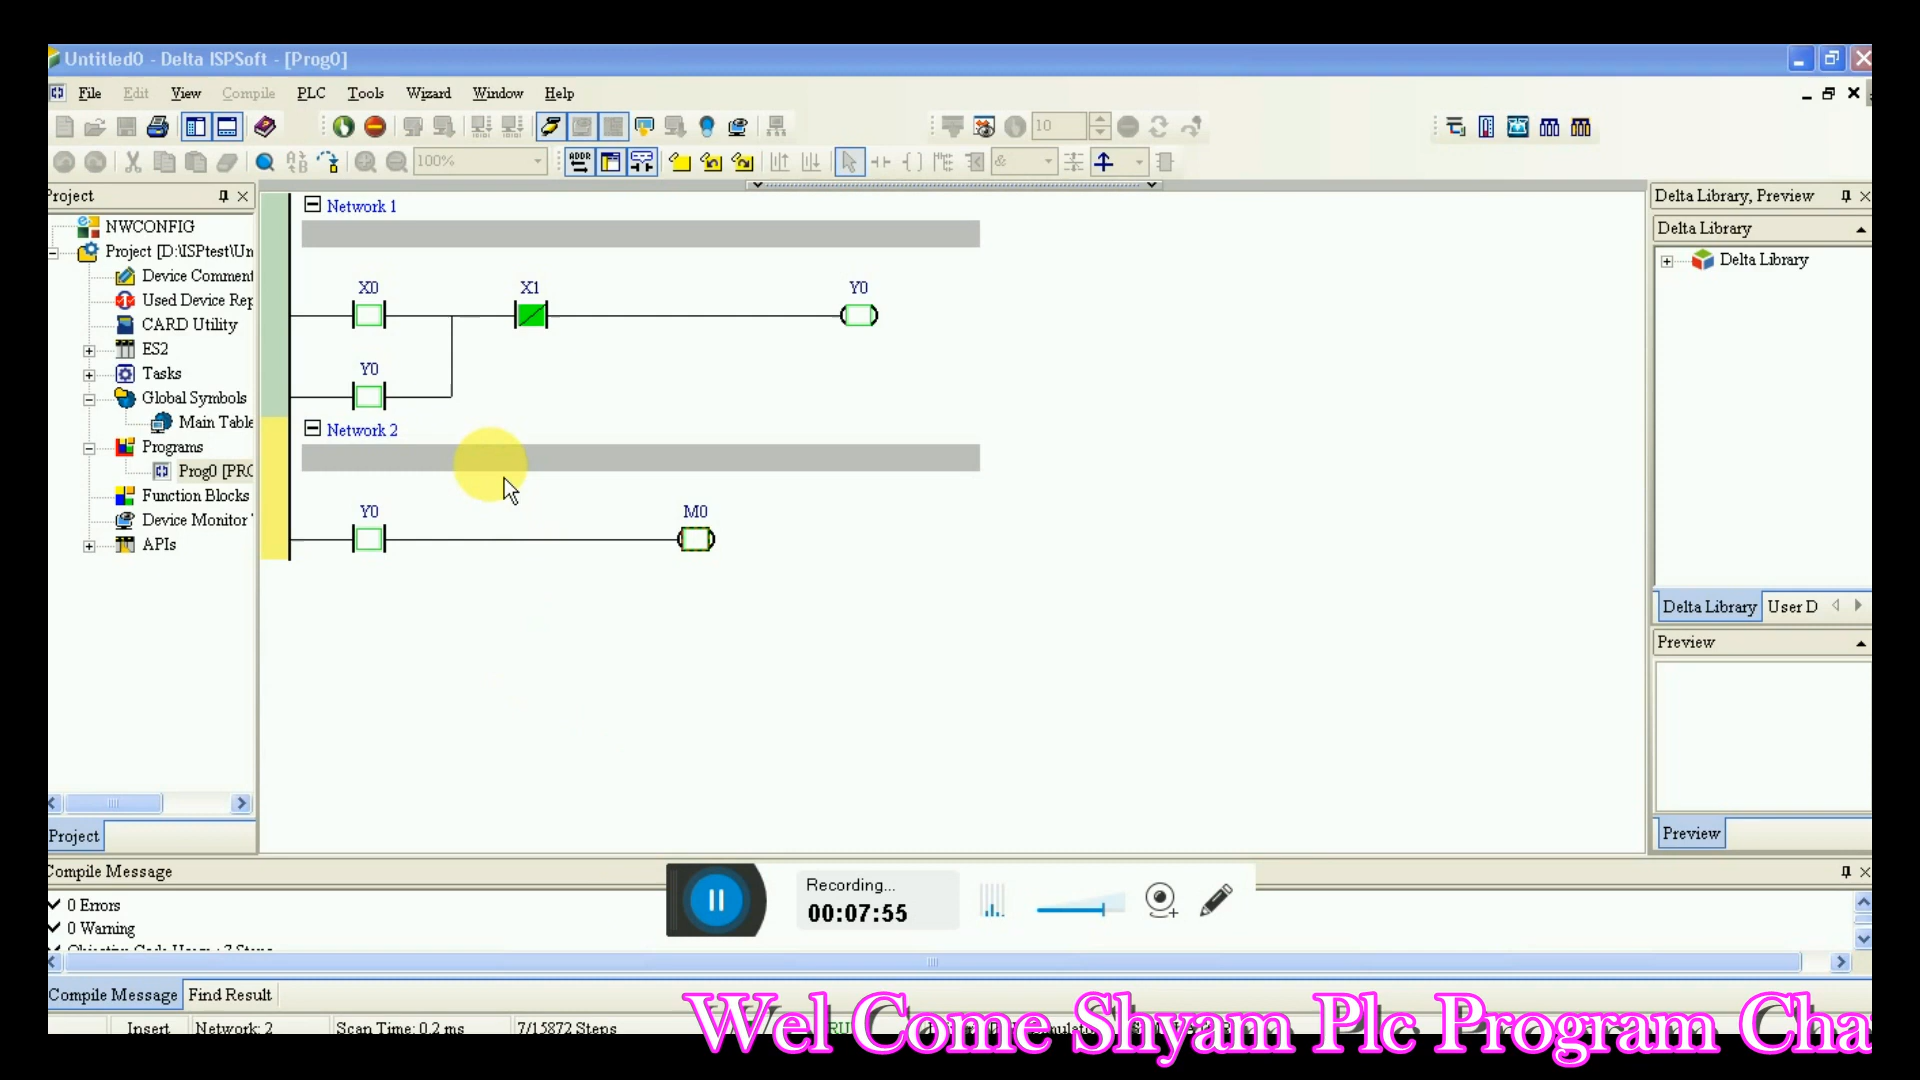 Untitled0 - Delta ISPSoft - [Prog0]
File Edit View Compile PLC Tools Wizard Window Help
10
100%
ADDR
&
Project
NWCONFIG
Project [D:\ISPtest\Un
Device Comment
Used Device Rep
CARD Utility
ES2
Tasks
Global Symbols
Main Table
Programs
Prog0 [PRC
Function Blocks
Device Monitor
APIs
Project
Network 1
X0 X1 Y0
Y0
Network 2
Y0 M0
Delta Library, Preview
Delta Library
Delta Library
Delta Library User D
Preview
Preview
Compile Message
0 Errors
0 Warning
Recording...
00:07:55
Compile Message Find Result
Insert Network: 2 Scan Time: 0.2 ms 7/15872 Steps
Wel Come Shyam Plc Program Cha